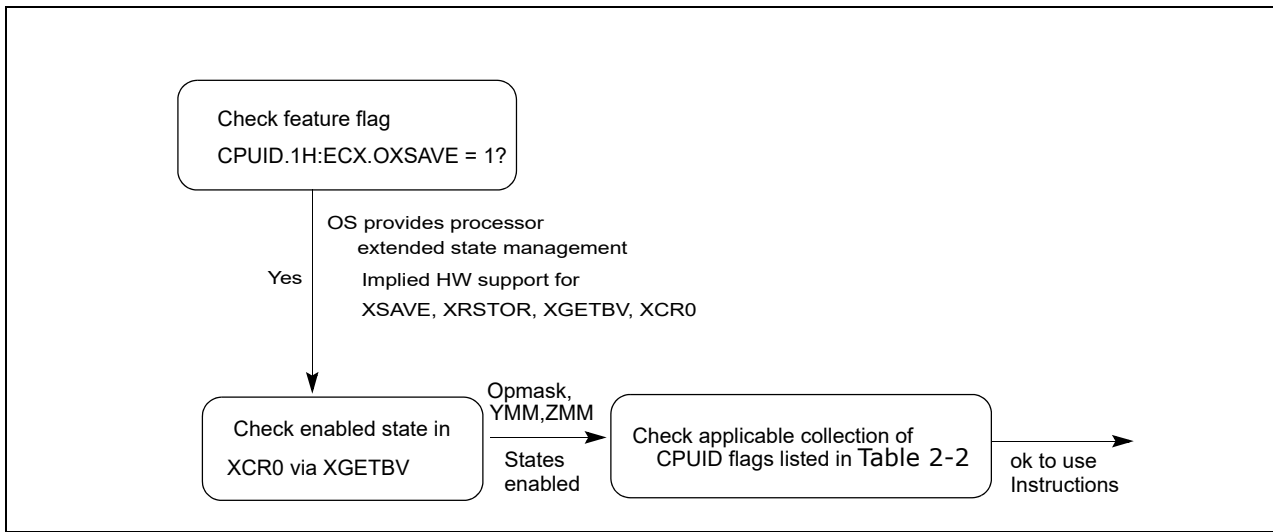 Check feature flag
CPUID.1H:ECX.OXSAVE = 1?
OS provides processor
extended state management
Yes
Implied HW support for
XSAVE, XRSTOR, XGETBV, XCR0
Check enabled state in
XCR0 via XGETBV
Opmask,
YMM,ZMM
States
enabled
Check applicable collection of
CPUID flags listed in Table 2-2
ok to use
Instructions